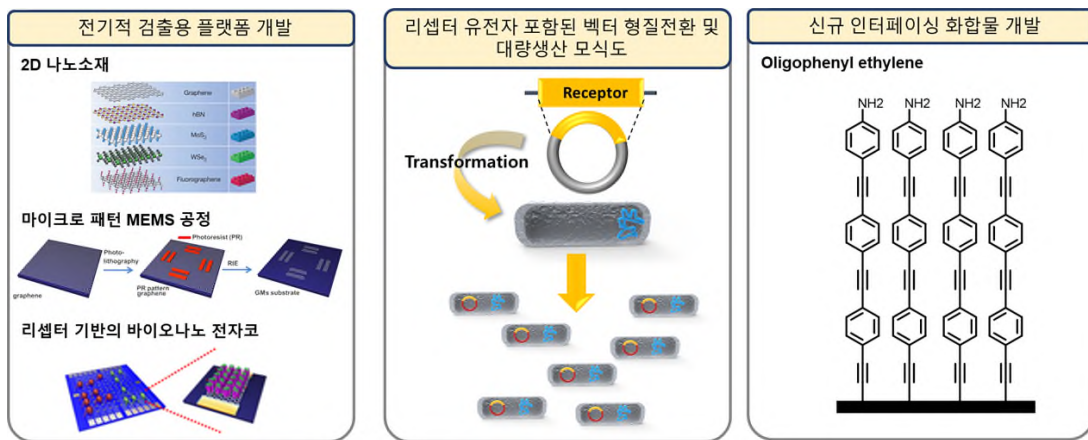 전기적 검출용 플랫폼 개발
2D 나노소재
Graphene
hBN
MoS₂
WSe₂
Fluorographene
마이크로 패턴 MEMS 공정
Photo-
lithography
Photoresist (PR)
RIE
graphene
PR pattern
graphene
GMs substrate
리셉터 기반의 바이오나노 전자코
리셉터 유전자 포함된 벡터 형질전환 및
대량생산 모식도
Receptor
Transformation
신규 인터페이싱 화합물 개발
Oligophenyl ethylene
NH2 NH2 NH2 NH2